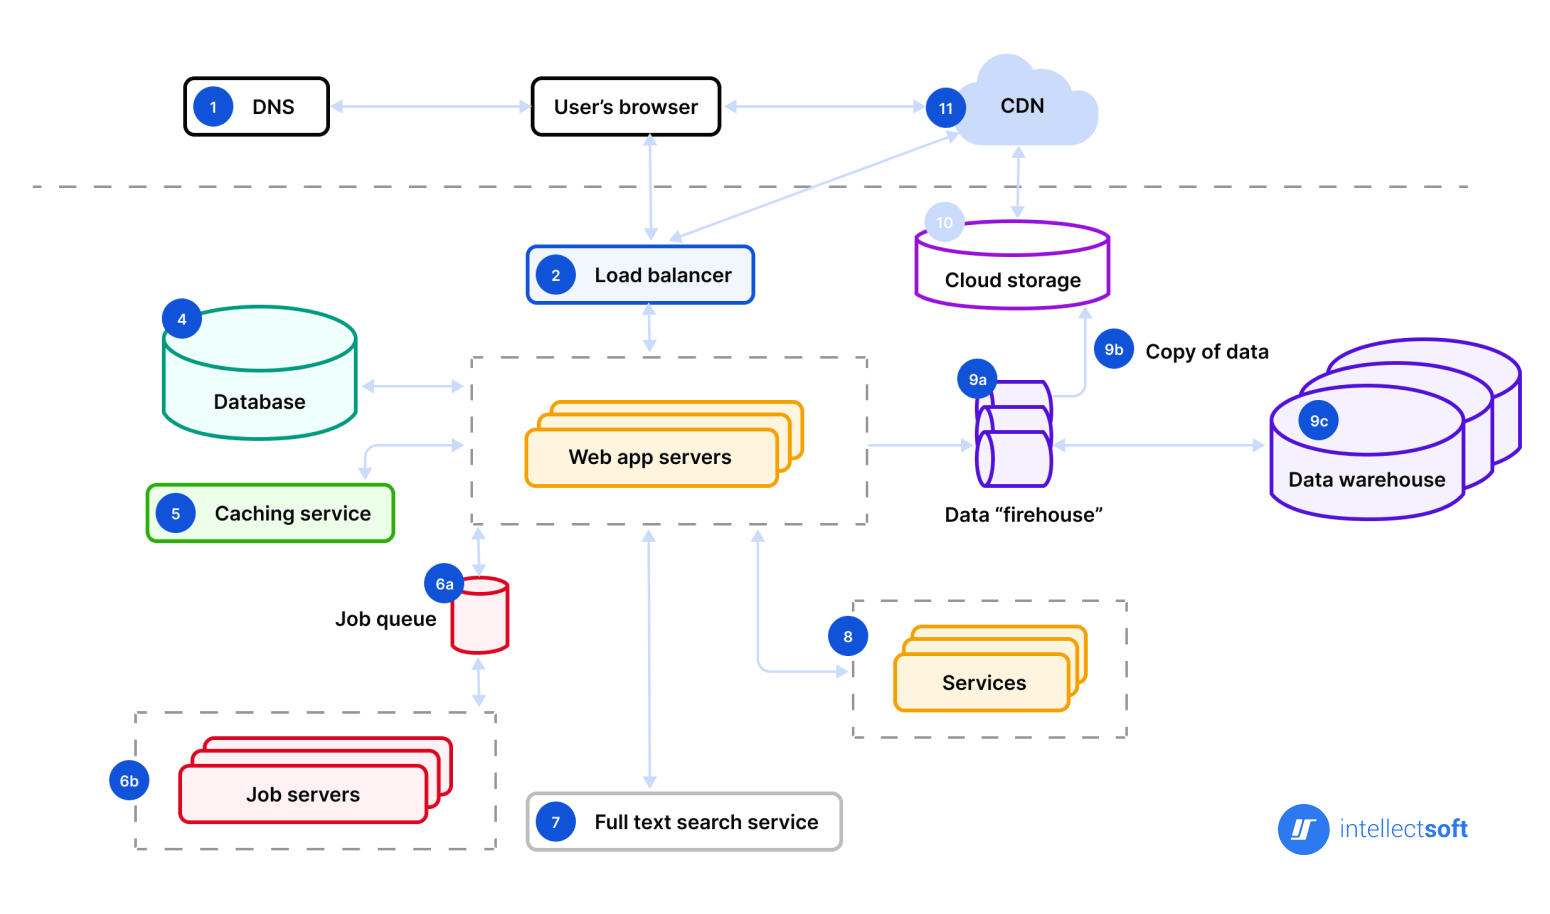 1 DNS
User’s browser
11 CDN
10
Cloud storage
2 Load balancer
4
Database
9b Copy of data
9a
9c
Data warehouse
Web app servers
5 Caching service
Data “firehouse”
6a
Job queue
8
Services
6b
Job servers
7 Full text search service
intellectsoft